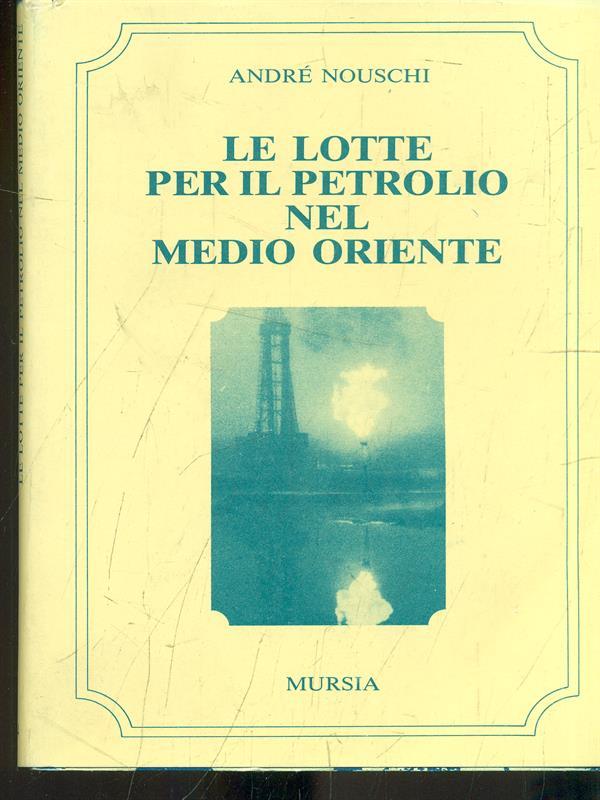 ANDRÉ NOUSCHI
LE LOTTE
PER IL PETROLIO
NEL
MEDIO ORIENTE
MURSIA
LE LOTTE PER IL PETROLIO NEL MEDIO ORIENTE